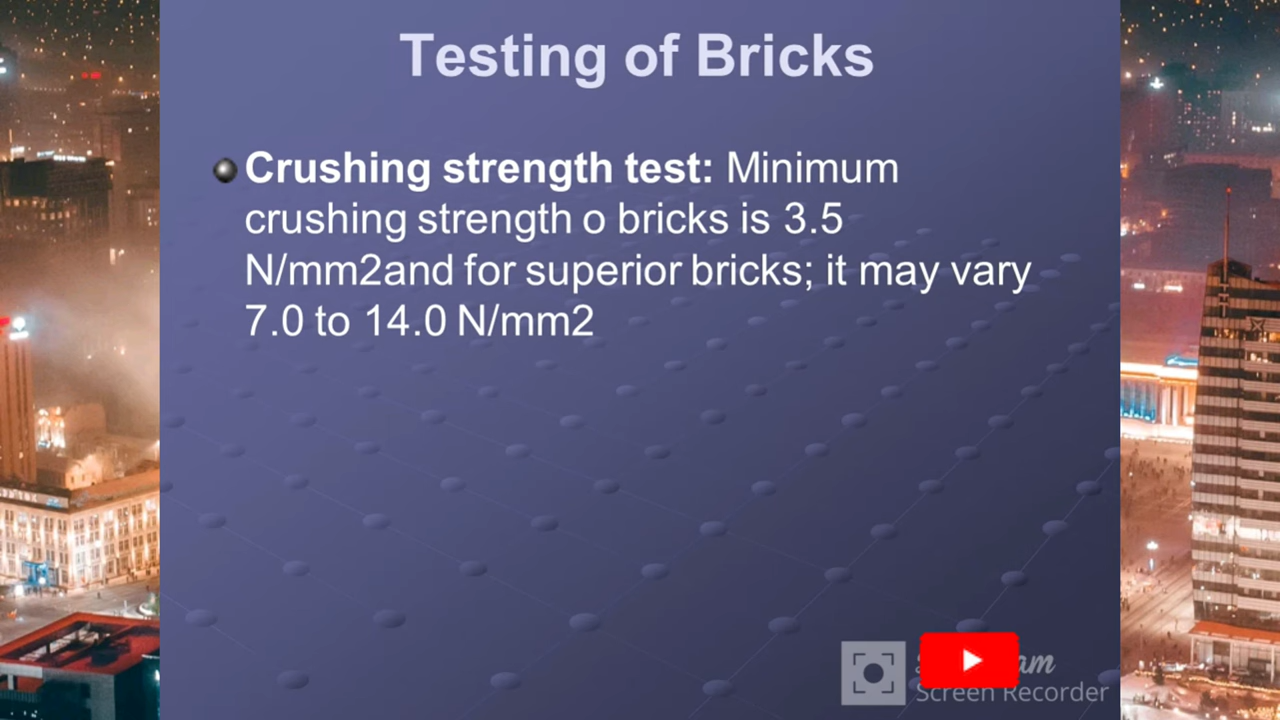 Testing of Bricks
Crushing strength test: Minimum
crushing strength o bricks is 3.5
N/mm2and for superior bricks; it may vary
7.0 to 14.0 N/mm2
Screen Recorder